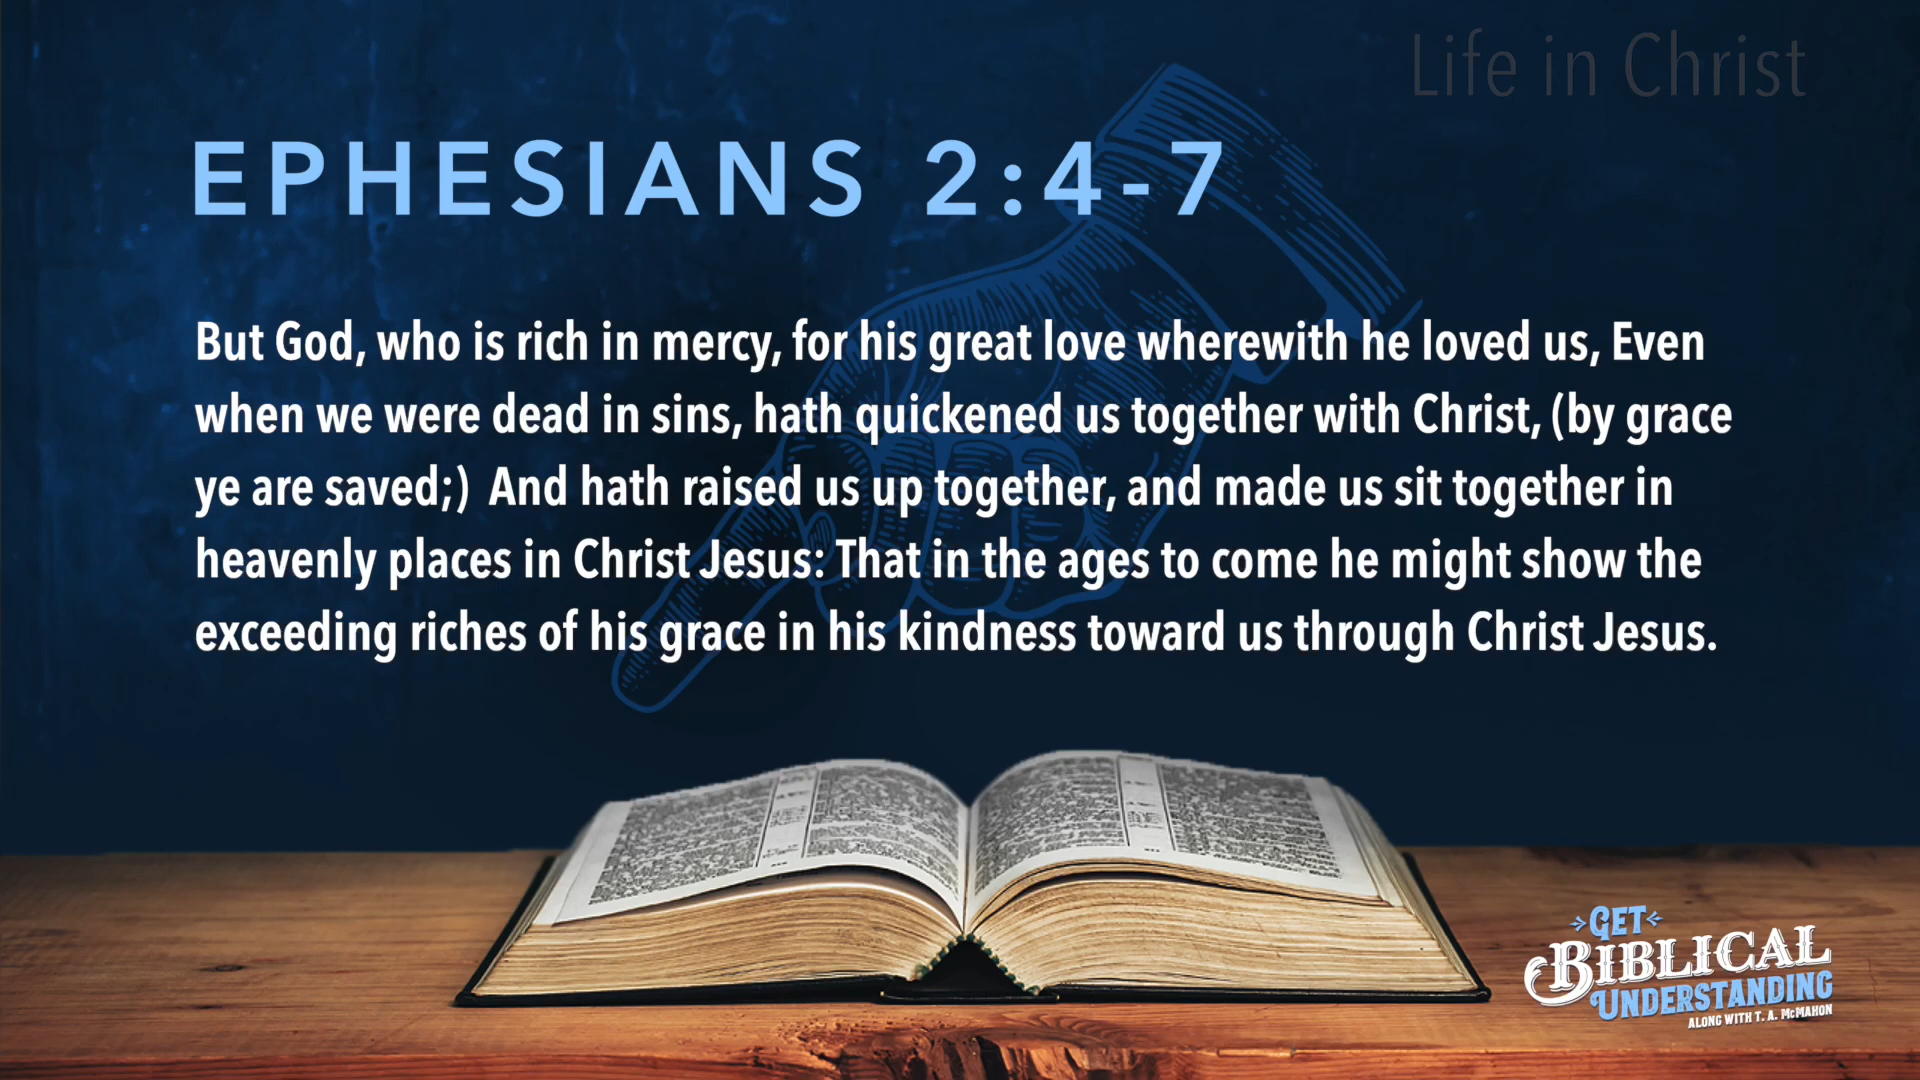 Life in Christ
EPHESIANS 2:4-7
But God, who is rich in mercy, for his great love wherewith he loved us, Even
when we were dead in sins, hath quickened us together with Christ, (by grace
ye are saved;)  And hath raised us up together, and made us sit together in
heavenly places in Christ Jesus: That in the ages to come he might show the
exceeding riches of his grace in his kindness toward us through Christ Jesus.
GET
BIBLICAL
UNDERSTANDING
ALONG WITH T. A. McMAHON